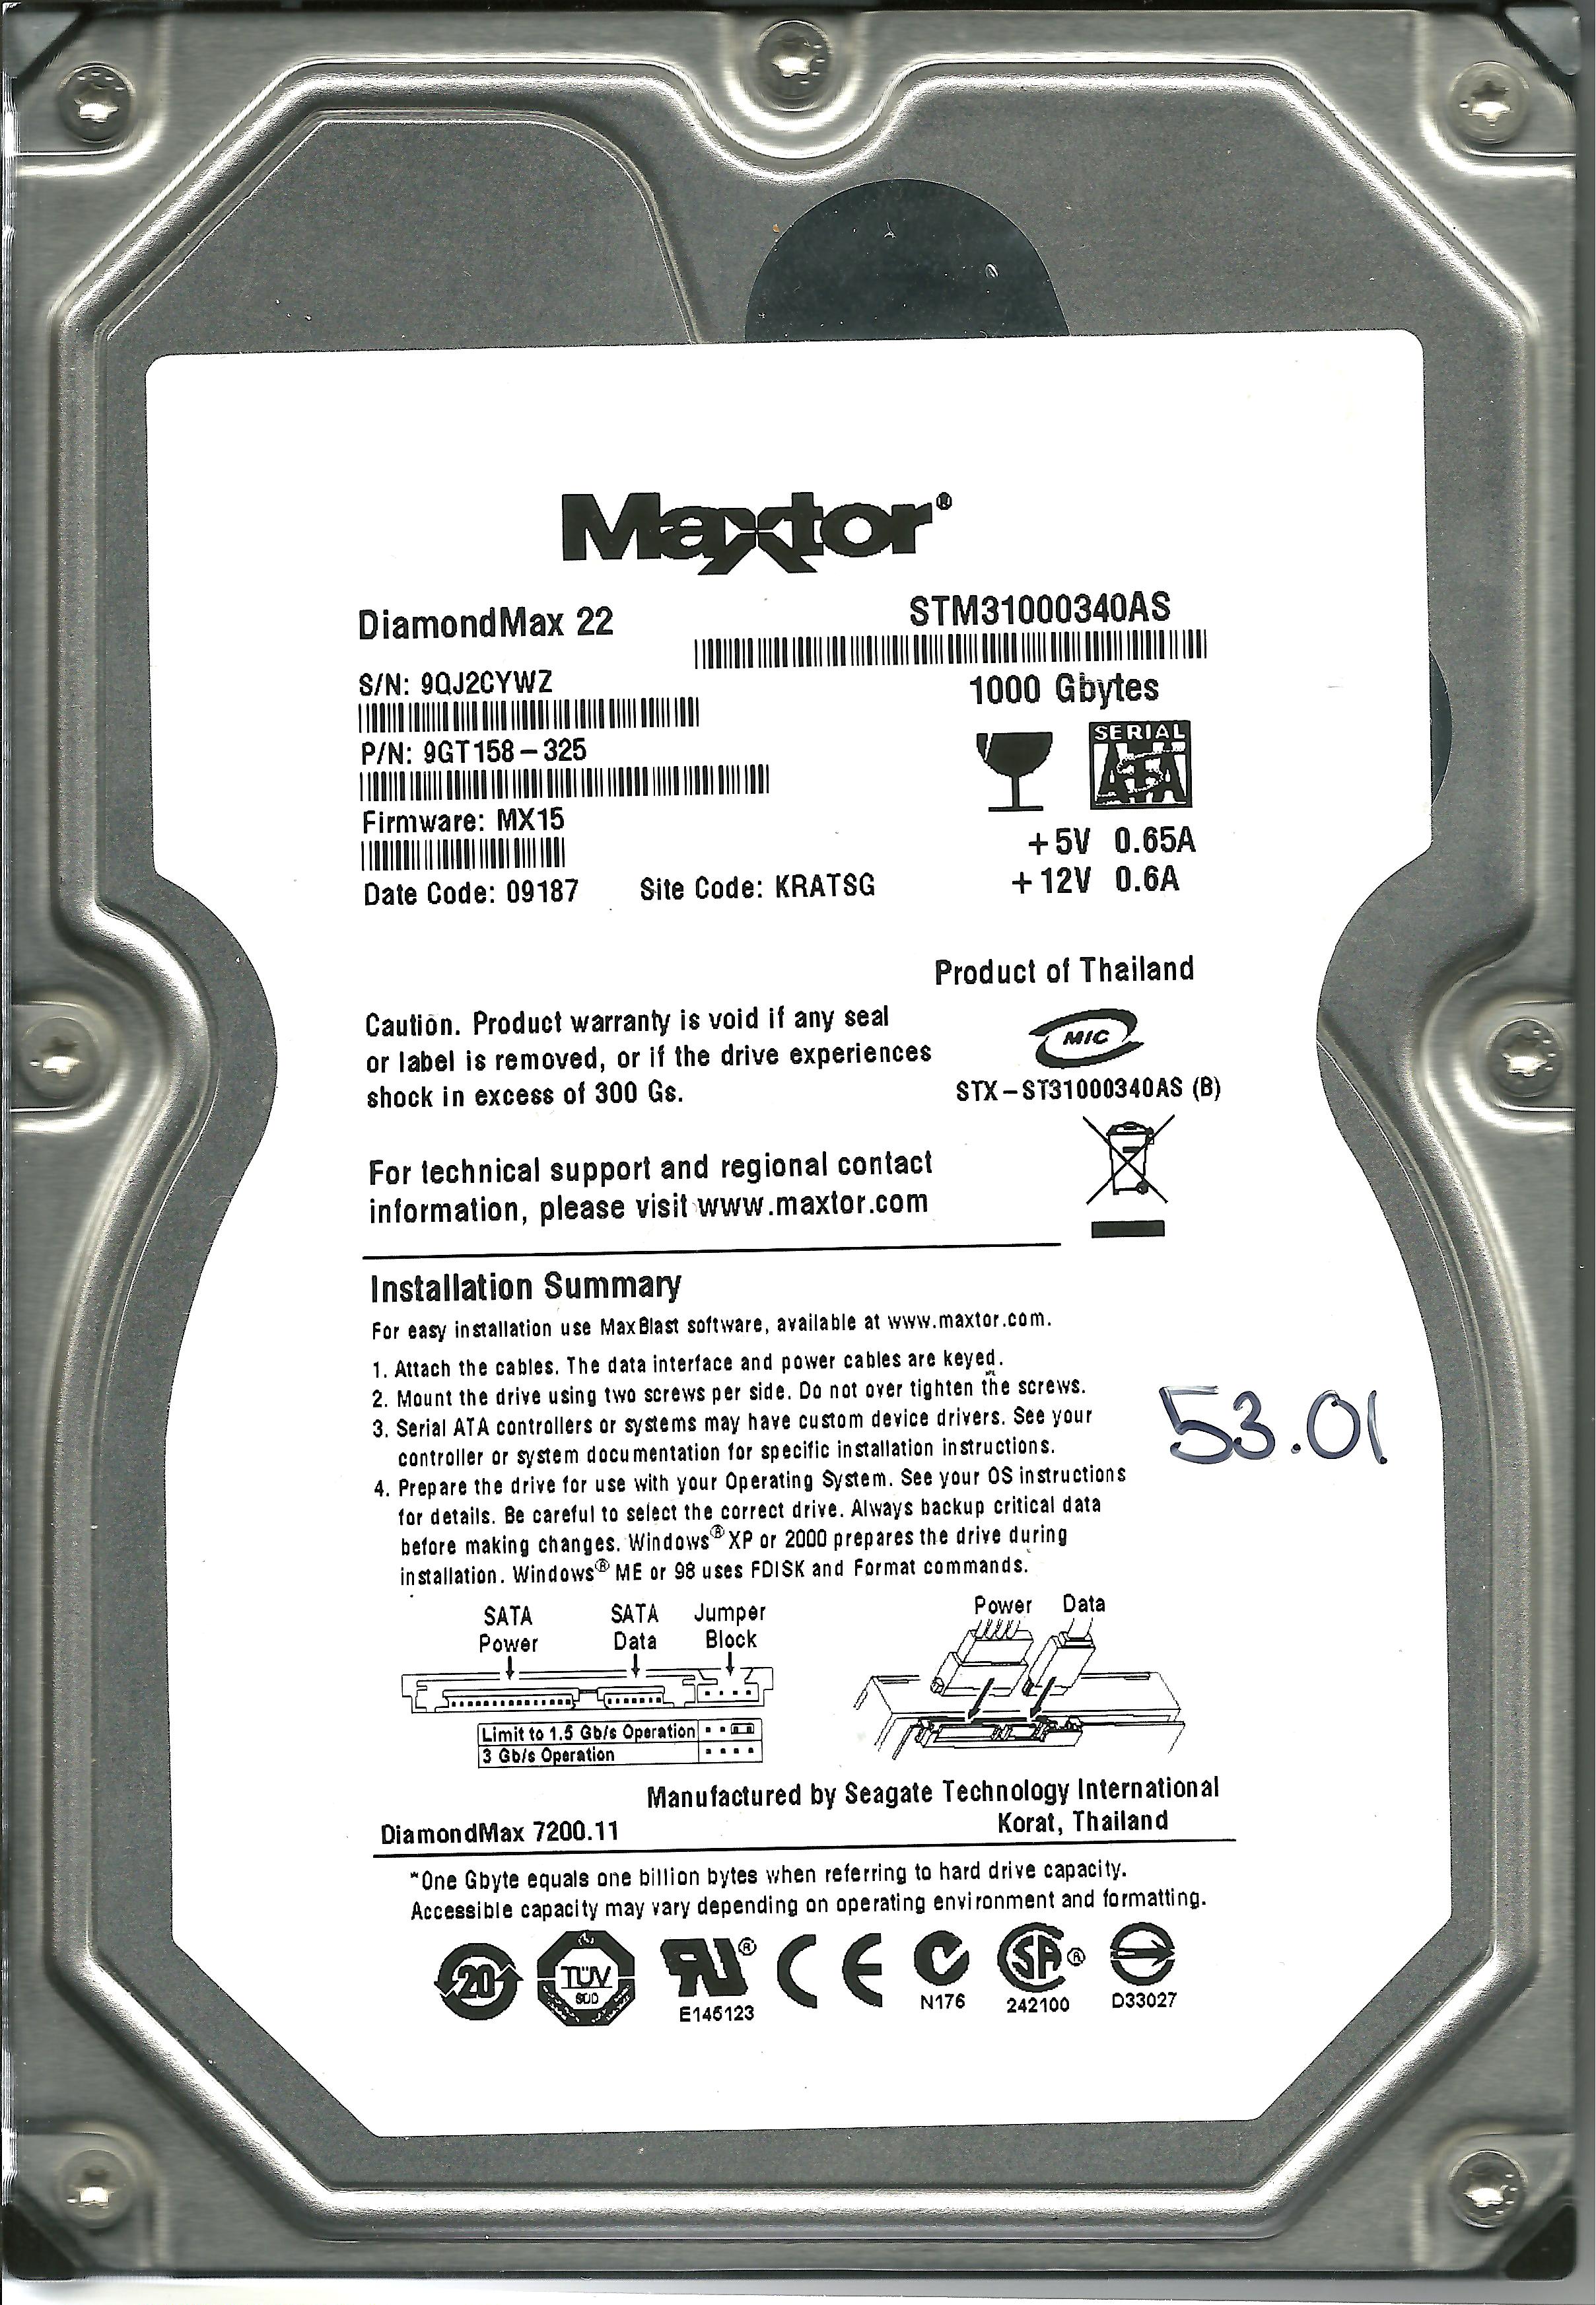 Maxtor®
DiamondMax 22
STM31000340AS
S/N: 9QJ2CYWZ
1000 Gbytes
P/N: 9GT158-325
SERIAL
ATA
Firmware: MX15
+5V 0.65A
Date Code: 09187 Site Code: KRATSG
+12V 0.6A
Product of Thailand
Caution. Product warranty is void if any seal
or label is removed, or if the drive experiences
shock in excess of 300 Gs.
MIC
STX-ST31000340AS (B)
For technical support and regional contact
information, please visit www.maxtor.com
Installation Summary
For easy installation use MaxBlast software, available at www.maxtor.com.
1. Attach the cables. The data interface and power cables are keyed.
2. Mount the drive using two screws per side. Do not over tighten the screws.
3. Serial ATA controllers or systems may have custom device drivers. See your
controller or system documentation for specific installation instructions.
4. Prepare the drive for use with your Operating System. See your OS instructions
for details. Be careful to select the correct drive. Always backup critical data
before making changes. Windows® XP or 2000 prepares the drive during
installation. Windows® ME or 98 uses FDISK and Format commands.
53.01
SATA Power
SATA Data
Jumper Block
Power Data
Limit to 1.5 Gb/s Operation
3 Gb/s Operation
Manufactured by Seagate Technology International
Korat, Thailand
DiamondMax 7200.11
*One Gbyte equals one billion bytes when referring to hard drive capacity.
Accessible capacity may vary depending on operating environment and formatting.
20
TÜV
SÜD
E145123
CE
N176
SA®
242100
D33027